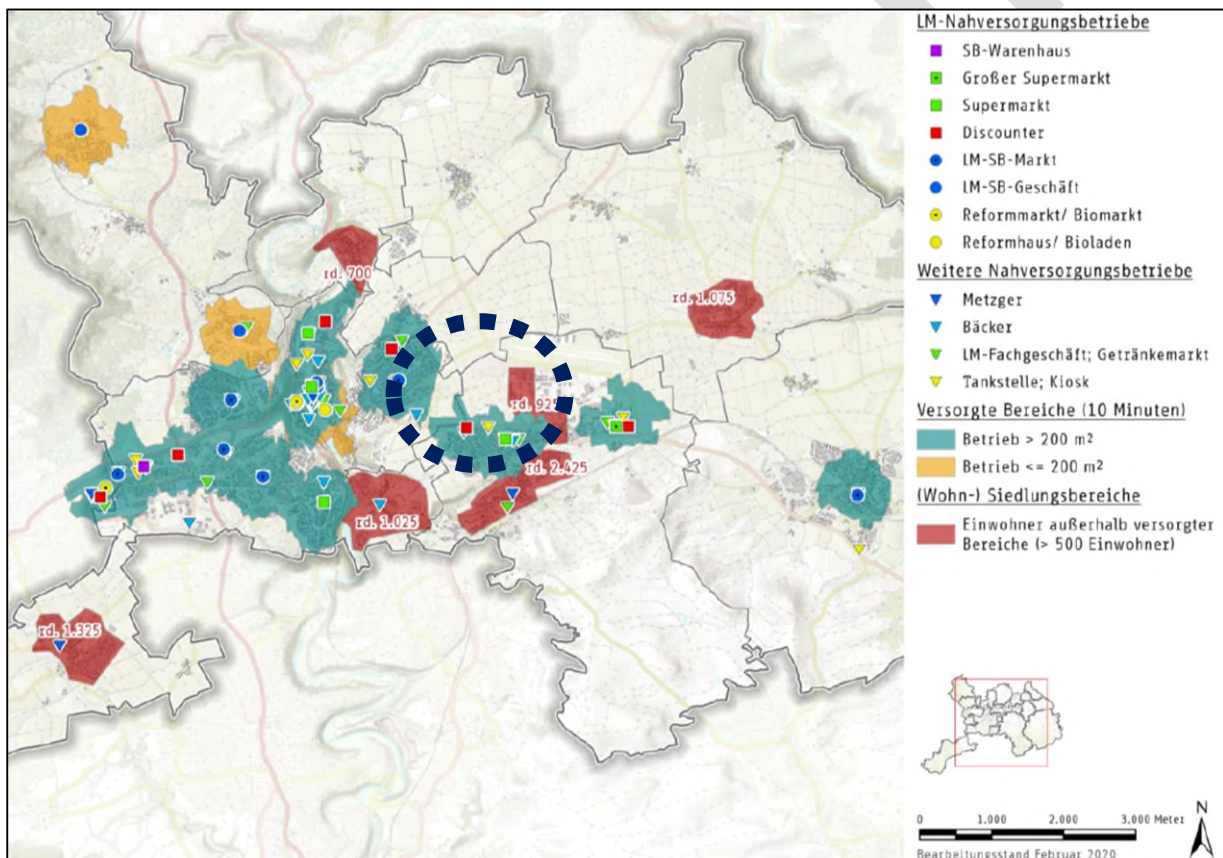 LM-Nahversorgungsbetriebe
SB-Warenhaus
Großer Supermarkt
Supermarkt
Discounter
LM-SB-Markt
LM-SB-Geschäft
Reformmarkt/ Biomarkt
Reformhaus/ Bioladen
Weitere Nahversorgungsbetriebe
Metzger
Bäcker
LM-Fachgeschäft; Getränkemarkt
Tankstelle; Kiosk
Versorgte Bereiche (10 Minuten)
Betrieb > 200 m²
Betrieb <= 200 m²
(Wohn-) Siedlungsbereiche
Einwohner außerhalb versorgter
Bereiche (> 500 Einwohner)
rd. 700
rd. 1.075
rd. 925
rd. 2.425
rd. 1.025
rd. 1.325
0 1.000 2.000 3.000 Meter
N
Bearbeitungsstand Februar 2020